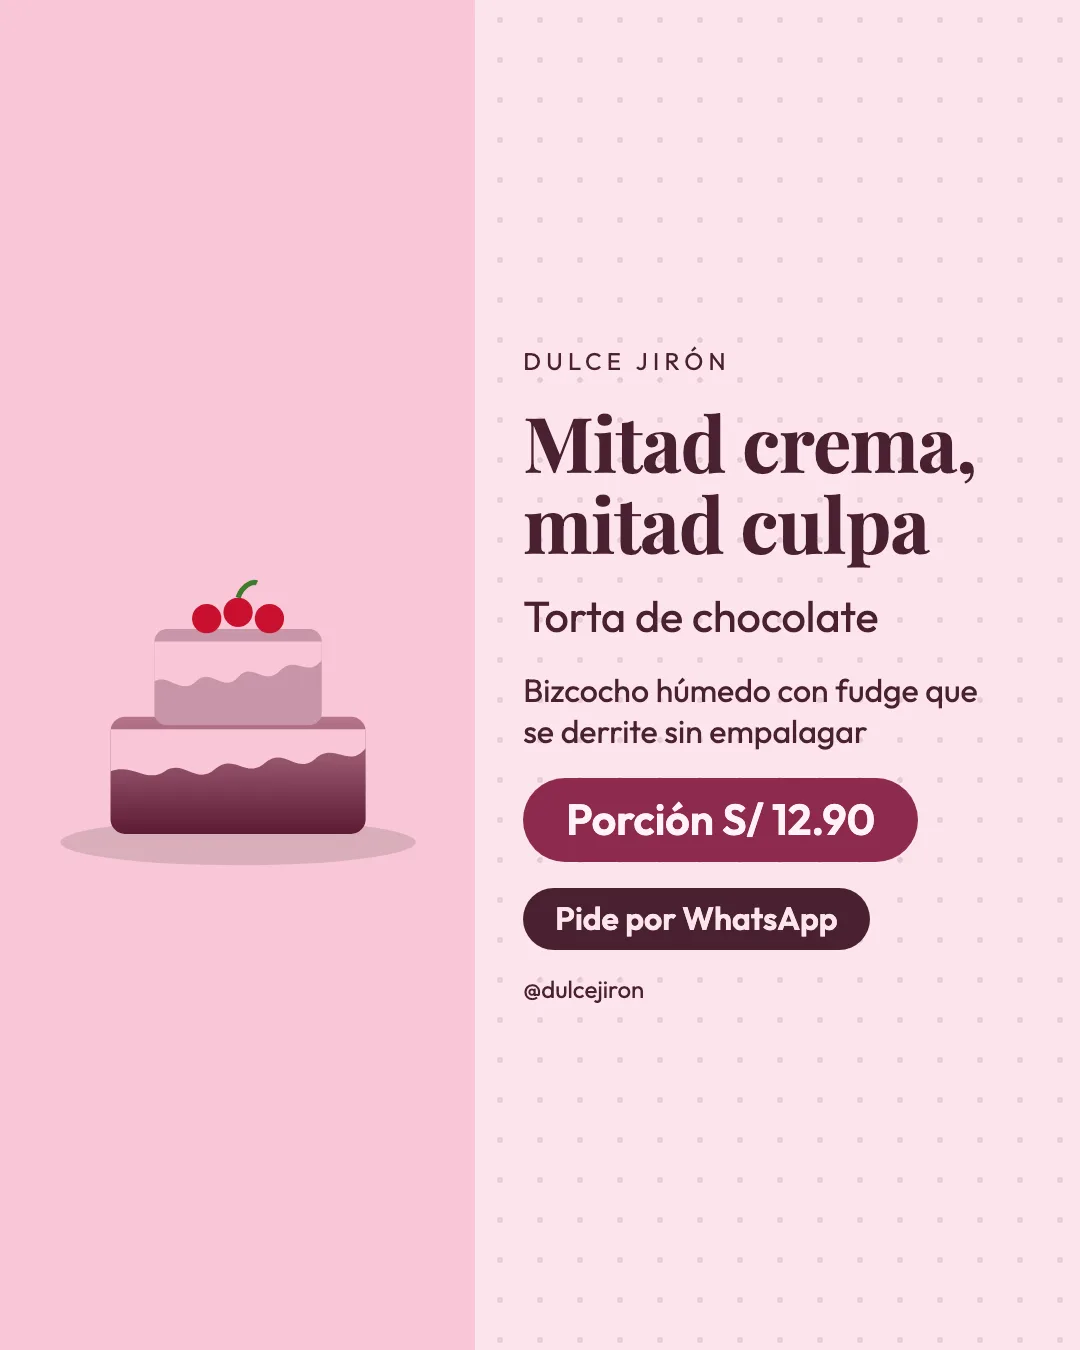 DULCE JIRÓN
Mitad crema,
mitad culpa
Torta de chocolate
Bizcocho húmedo con fudge que
se derrite sin empalagar
Porción S/ 12.90
Pide por WhatsApp
@dulcejiron